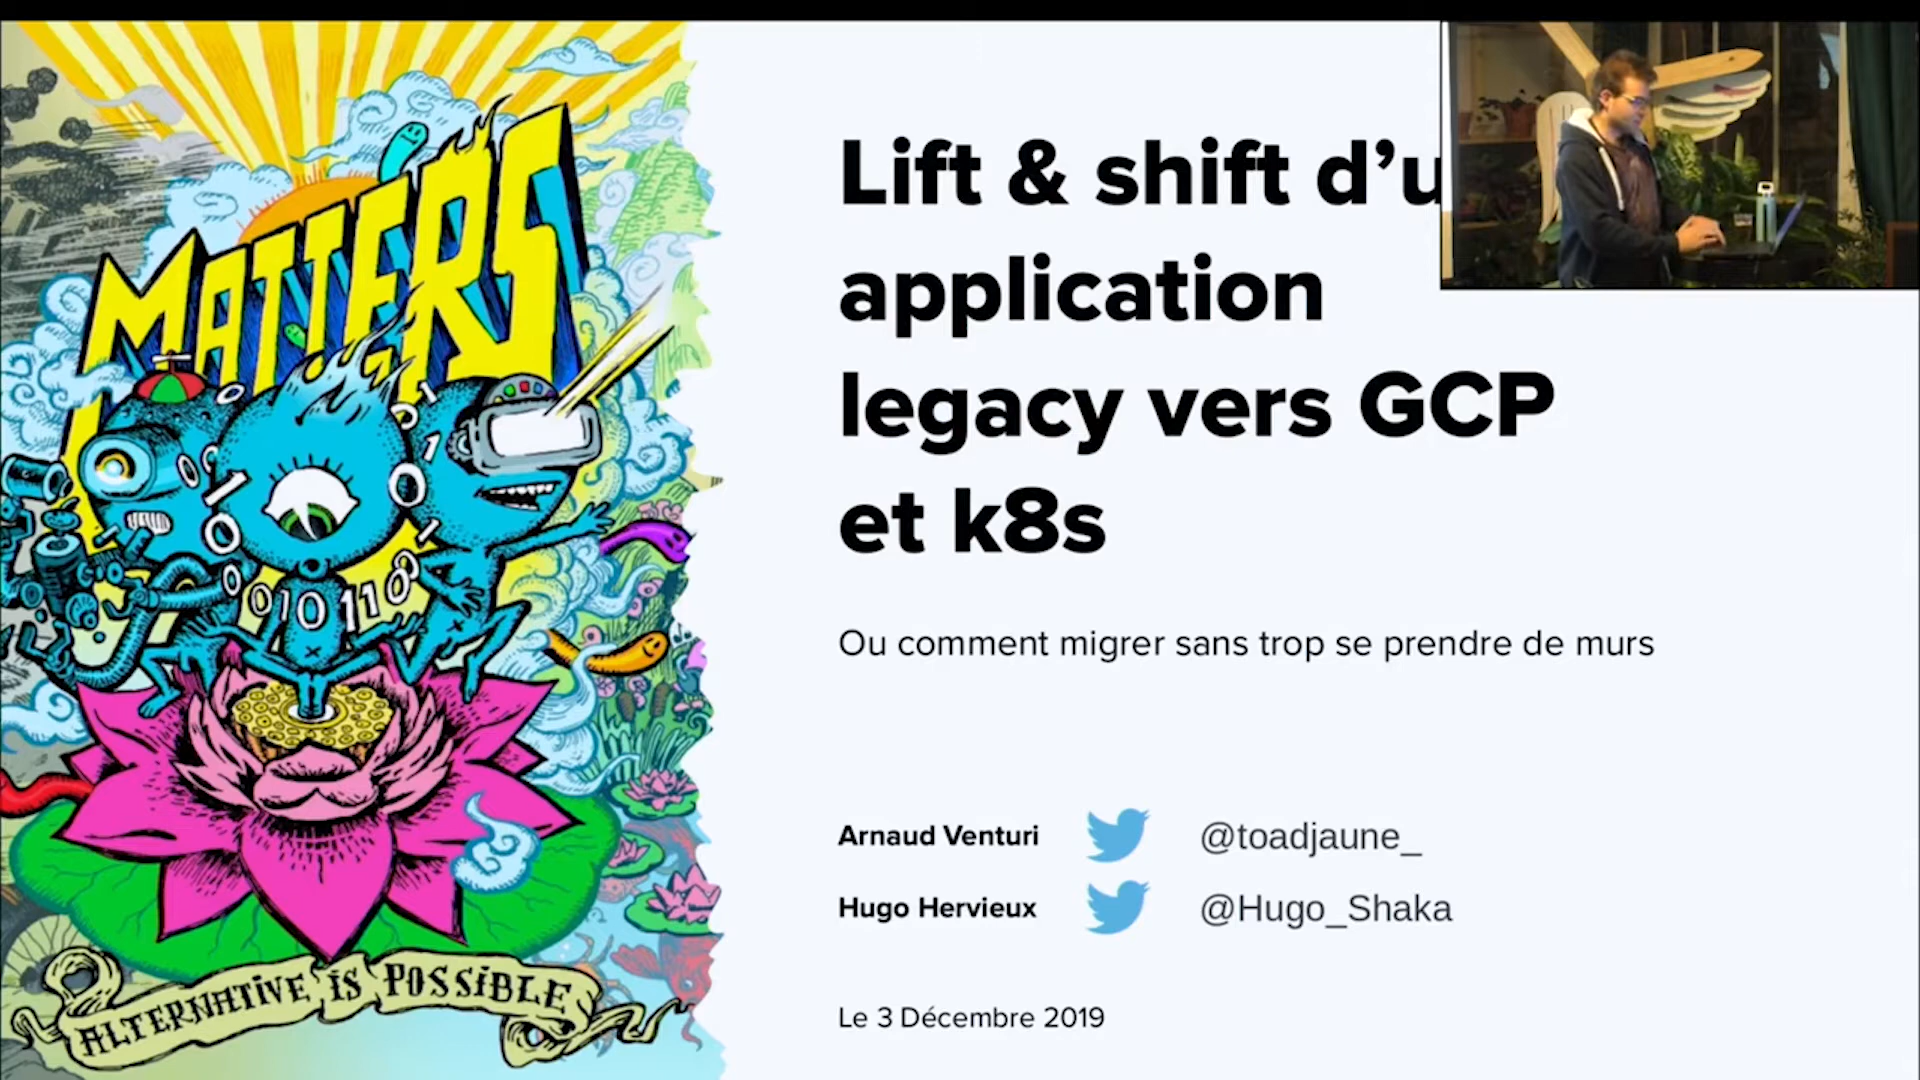 MATTERS
Lift & shift d'u
application
legacy vers GCP
et k8s
Ou comment migrer sans trop se prendre de murs
Arnaud Venturi @toadjaune_
Hugo Hervieux @Hugo_Shaka
Le 3 Décembre 2019
ALTERNATIVE IS POSSIBLE